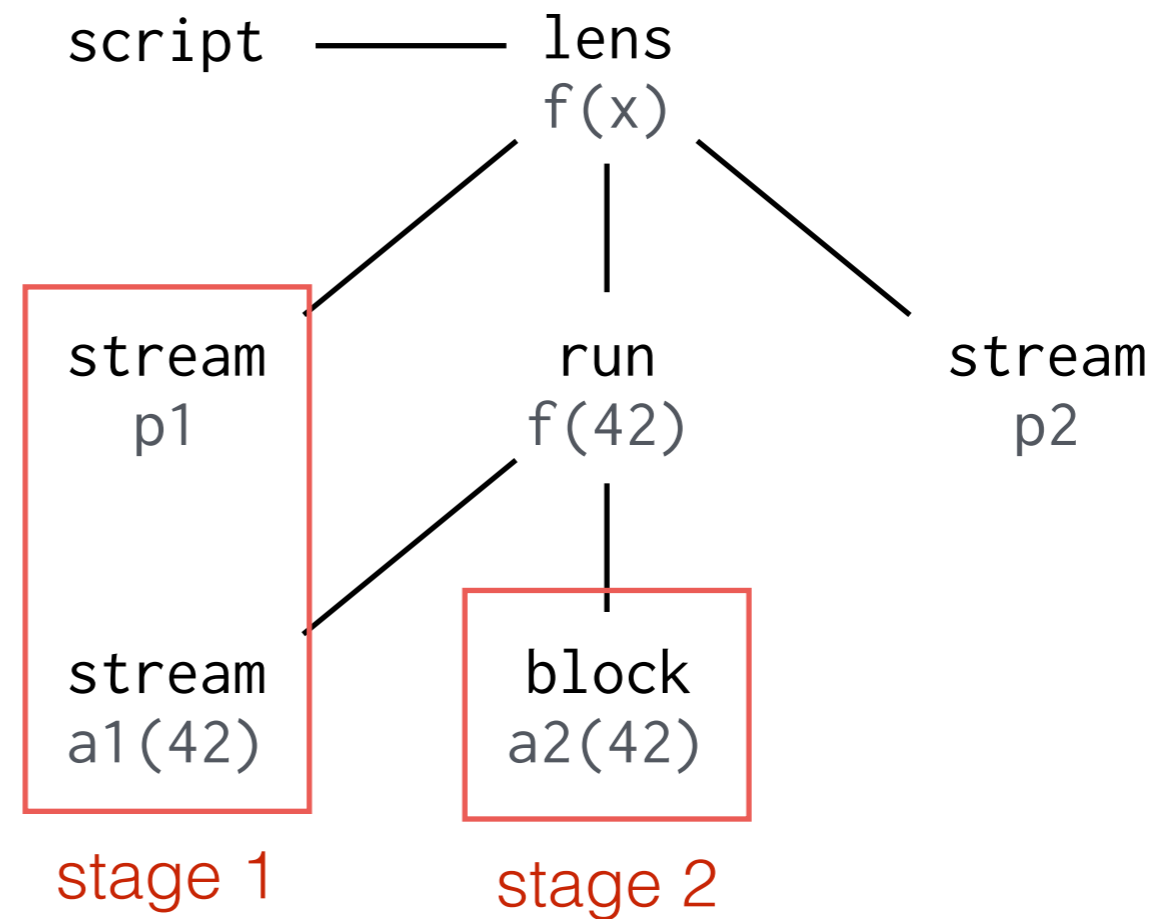 script lens
f(x)
stream run stream
p1 f(42) p2
stream block
a1(42) a2(42)
stage 1 stage 2